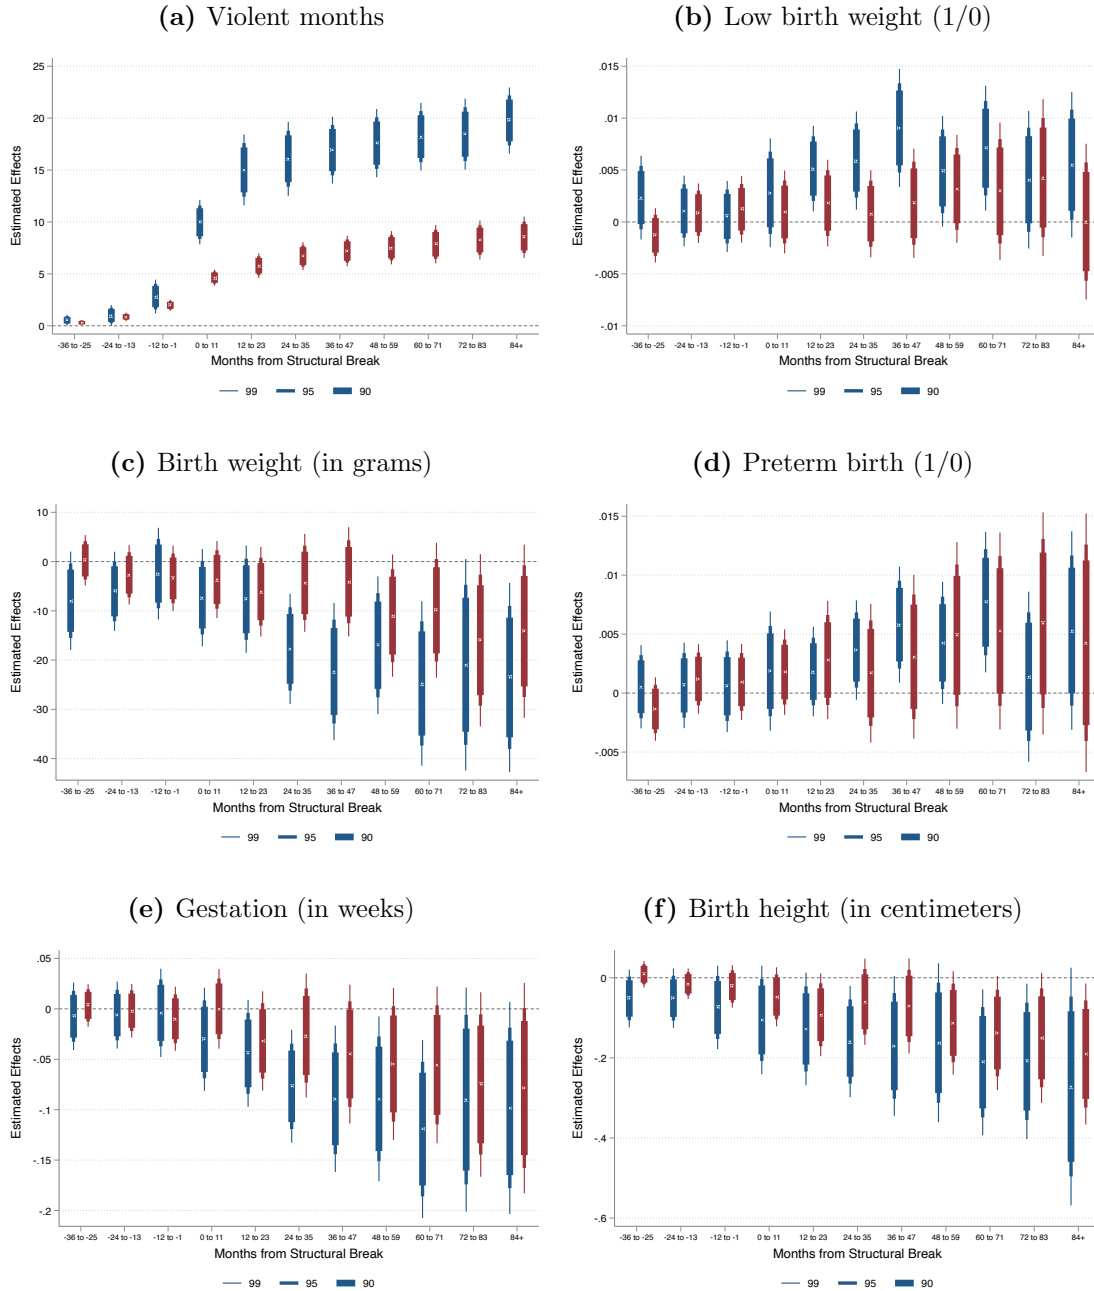 (a) Violent months
25
20
15
10
5
0
Estimated Effects
-36 to -25 -24 to -13 -12 to -1 0 to 11 12 to 23 24 to 35 36 to 47 48 to 59 60 to 71 72 to 83 84+
Months from Structural Break
99 95 90
(b) Low birth weight (1/0)
.015
.01
.005
0
-.005
-.01
Estimated Effects
-36 to -25 -24 to -13 -12 to -1 0 to 11 12 to 23 24 to 35 36 to 47 48 to 59 60 to 71 72 to 83 84+
Months from Structural Break
99 95 90
(c) Birth weight (in grams)
10
0
-10
-20
-30
-40
Estimated Effects
-36 to -25 -24 to -13 -12 to -1 0 to 11 12 to 23 24 to 35 36 to 47 48 to 59 60 to 71 72 to 83 84+
Months from Structural Break
99 95 90
(d) Preterm birth (1/0)
.015
.01
.005
0
-.005
Estimated Effects
-36 to -25 -24 to -13 -12 to -1 0 to 11 12 to 23 24 to 35 36 to 47 48 to 59 60 to 71 72 to 83 84+
Months from Structural Break
99 95 90
(e) Gestation (in weeks)
.05
0
-.05
-.1
-.15
-.2
Estimated Effects
-36 to -25 -24 to -13 -12 to -1 0 to 11 12 to 23 24 to 35 36 to 47 48 to 59 60 to 71 72 to 83 84+
Months from Structural Break
99 95 90
(f) Birth height (in centimeters)
0
-.2
-.4
-.6
Estimated Effects
-36 to -25 -24 to -13 -12 to -1 0 to 11 12 to 23 24 to 35 36 to 47 48 to 59 60 to 71 72 to 83 84+
Months from Structural Break
99 95 90